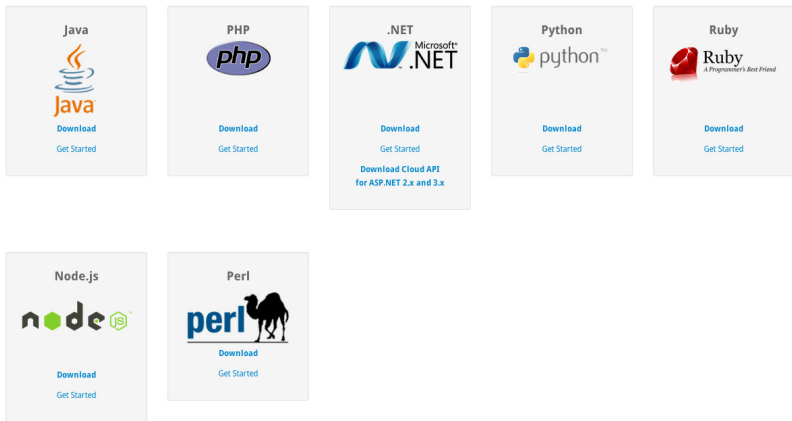 Java
PHP
.NET
Python
Ruby
Java
php
Microsoft®
.NET
python™
Ruby
A Programmer's Best Friend
Download
Download
Download
Download
Download
Get Started
Get Started
Get Started
Get Started
Get Started
Download Cloud API
for ASP.NET 2.x and 3.x
Node.js
Perl
node JS™
perl
Download
Get Started
Download
Get Started